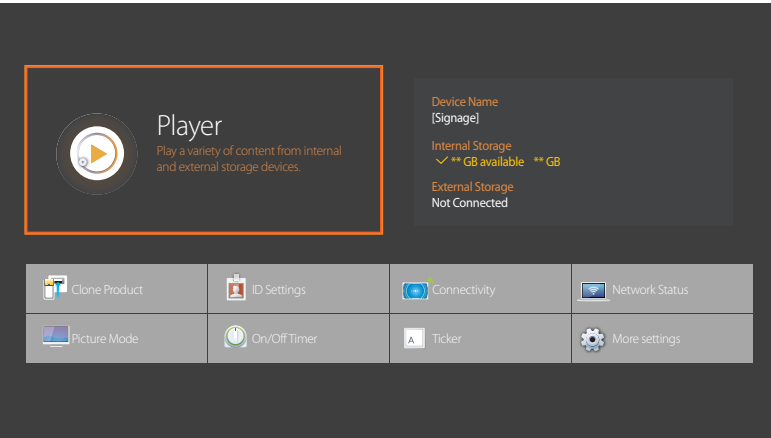 Player
Play a variety of content from internal
and external storage devices.
Device Name
[Signage]
Internal Storage
** GB available ** GB
External Storage
Not Connected
Clone Product
ID Settings
Connectivity
Network Status
Picture Mode
On/Off Timer
A
Ticker
More settings